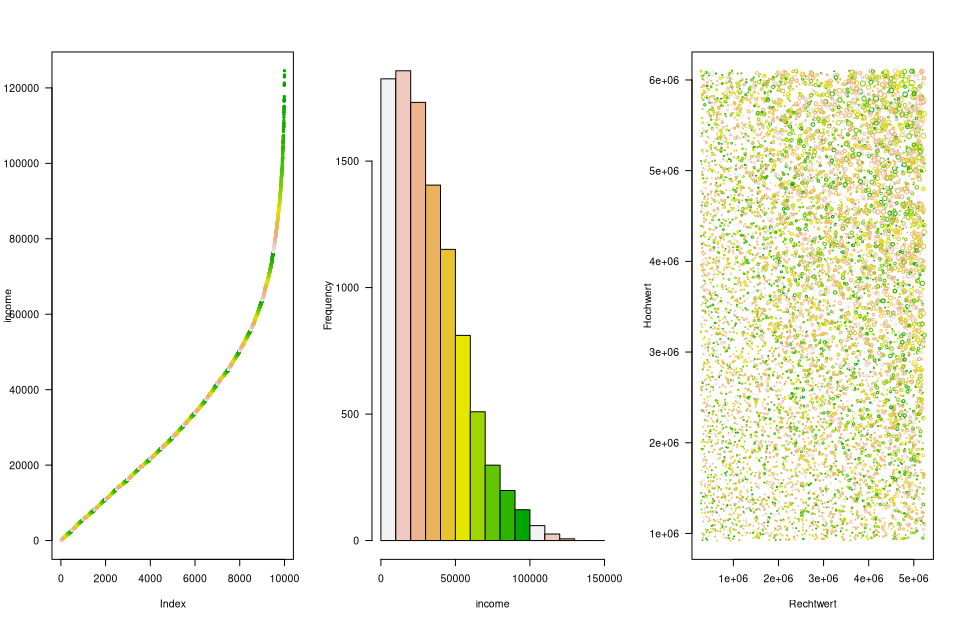 120000
100000
80000
60000
40000
20000
0
income
0 2000 4000 6000 8000 10000
Index
1500
1000
500
0
Frequency
0 50000 100000 150000
income
6e+06
5e+06
4e+06
3e+06
2e+06
1e+06
Hochwert
1e+06 2e+06 3e+06 4e+06 5e+06
Rechtwert